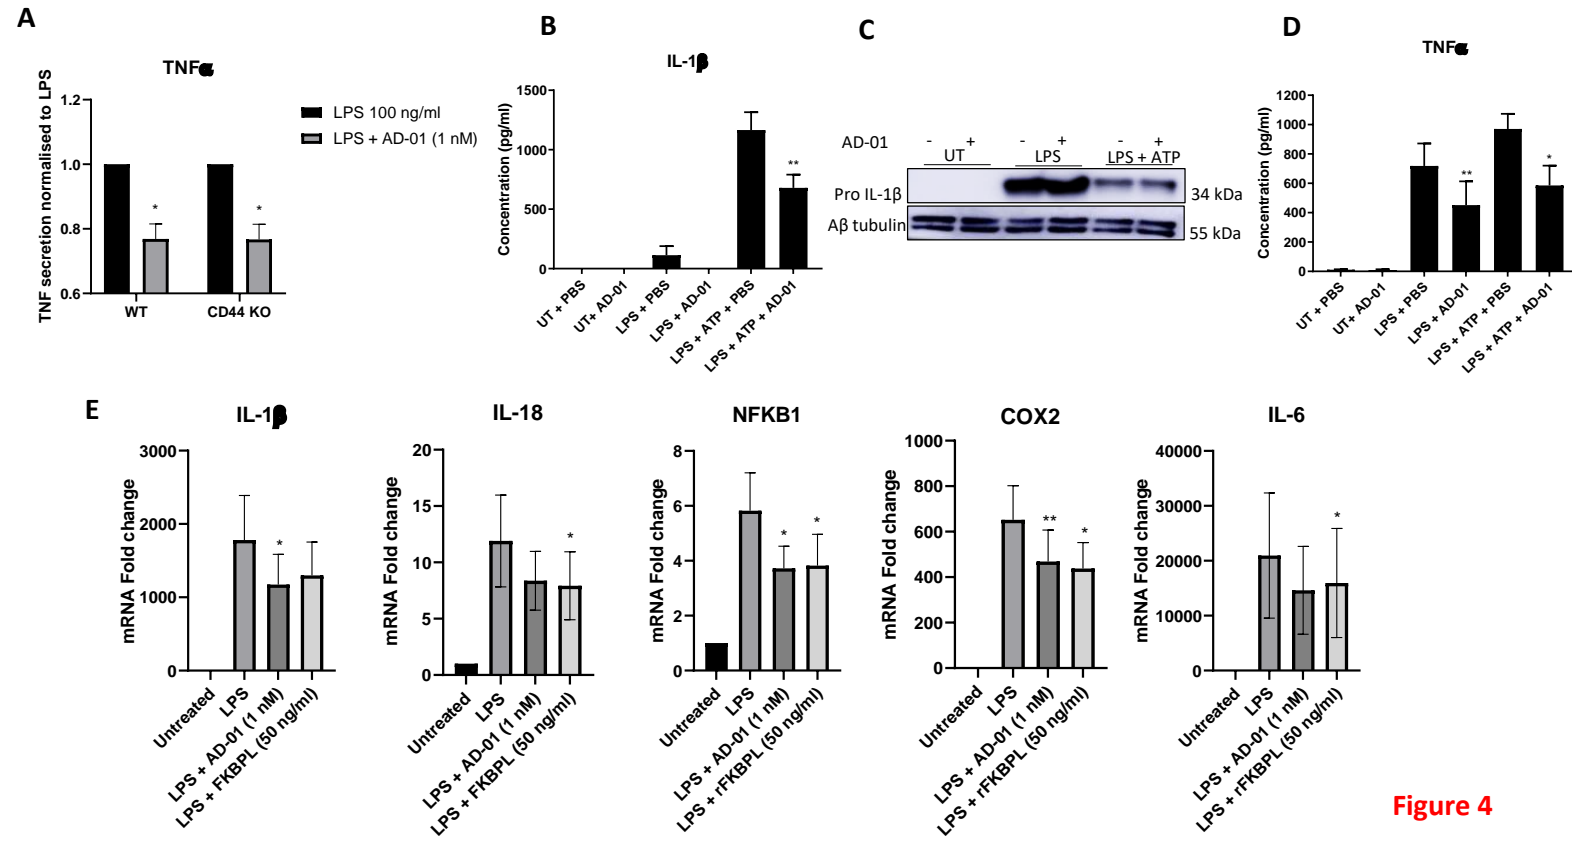 A
TNFα
TNF secretion normalised to LPS
1.2
1.0
0.8
0.6
*
*
WT
CD44 KO
LPS 100 ng/ml
LPS + AD-01 (1 nM)
B
IL-1β
Concentration (pg/ml)
1500
1000
500
0
**
UT + PBS
UT+ AD-01
LPS + PBS
LPS + AD-01
LPS + ATP + PBS
LPS + ATP + AD-01
C
AD-01
- +
- +
- +
UT
LPS
LPS + ATP
Pro IL-1β
34 kDa
Aβ tubulin
55 kDa
D
TNFα
Concentration (pg/ml)
1200
1000
800
600
400
200
0
**
*
UT + PBS
UT+ AD-01
LPS + PBS
LPS + AD-01
LPS + ATP + PBS
LPS + ATP + AD-01
E
IL-1β
mRNA Fold change
3000
2000
1000
0
*
Untreated
LPS
LPS + AD-01 (1 nM)
LPS + FKBPL (50 ng/ml)
IL-18
mRNA Fold change
20
15
10
5
0
*
Untreated
LPS
LPS + AD-01 (1 nM)
LPS + FKBPL (50 ng/ml)
NFKB1
mRNA Fold change
8
6
4
2
0
*
*
Untreated
LPS
LPS + AD-01 (1 nM)
LPS + rFKBPL (50 ng/ml)
COX2
mRNA Fold change
1000
800
600
400
200
0
**
*
Untreated
LPS
LPS + AD-01 (1 nM)
LPS + rFKBPL (50 ng/ml)
IL-6
mRNA Fold change
40000
30000
20000
10000
0
*
Untreated
LPS
LPS + AD-01 (1 nM)
LPS + rFKBPL (50 ng/ml)
Figure 4